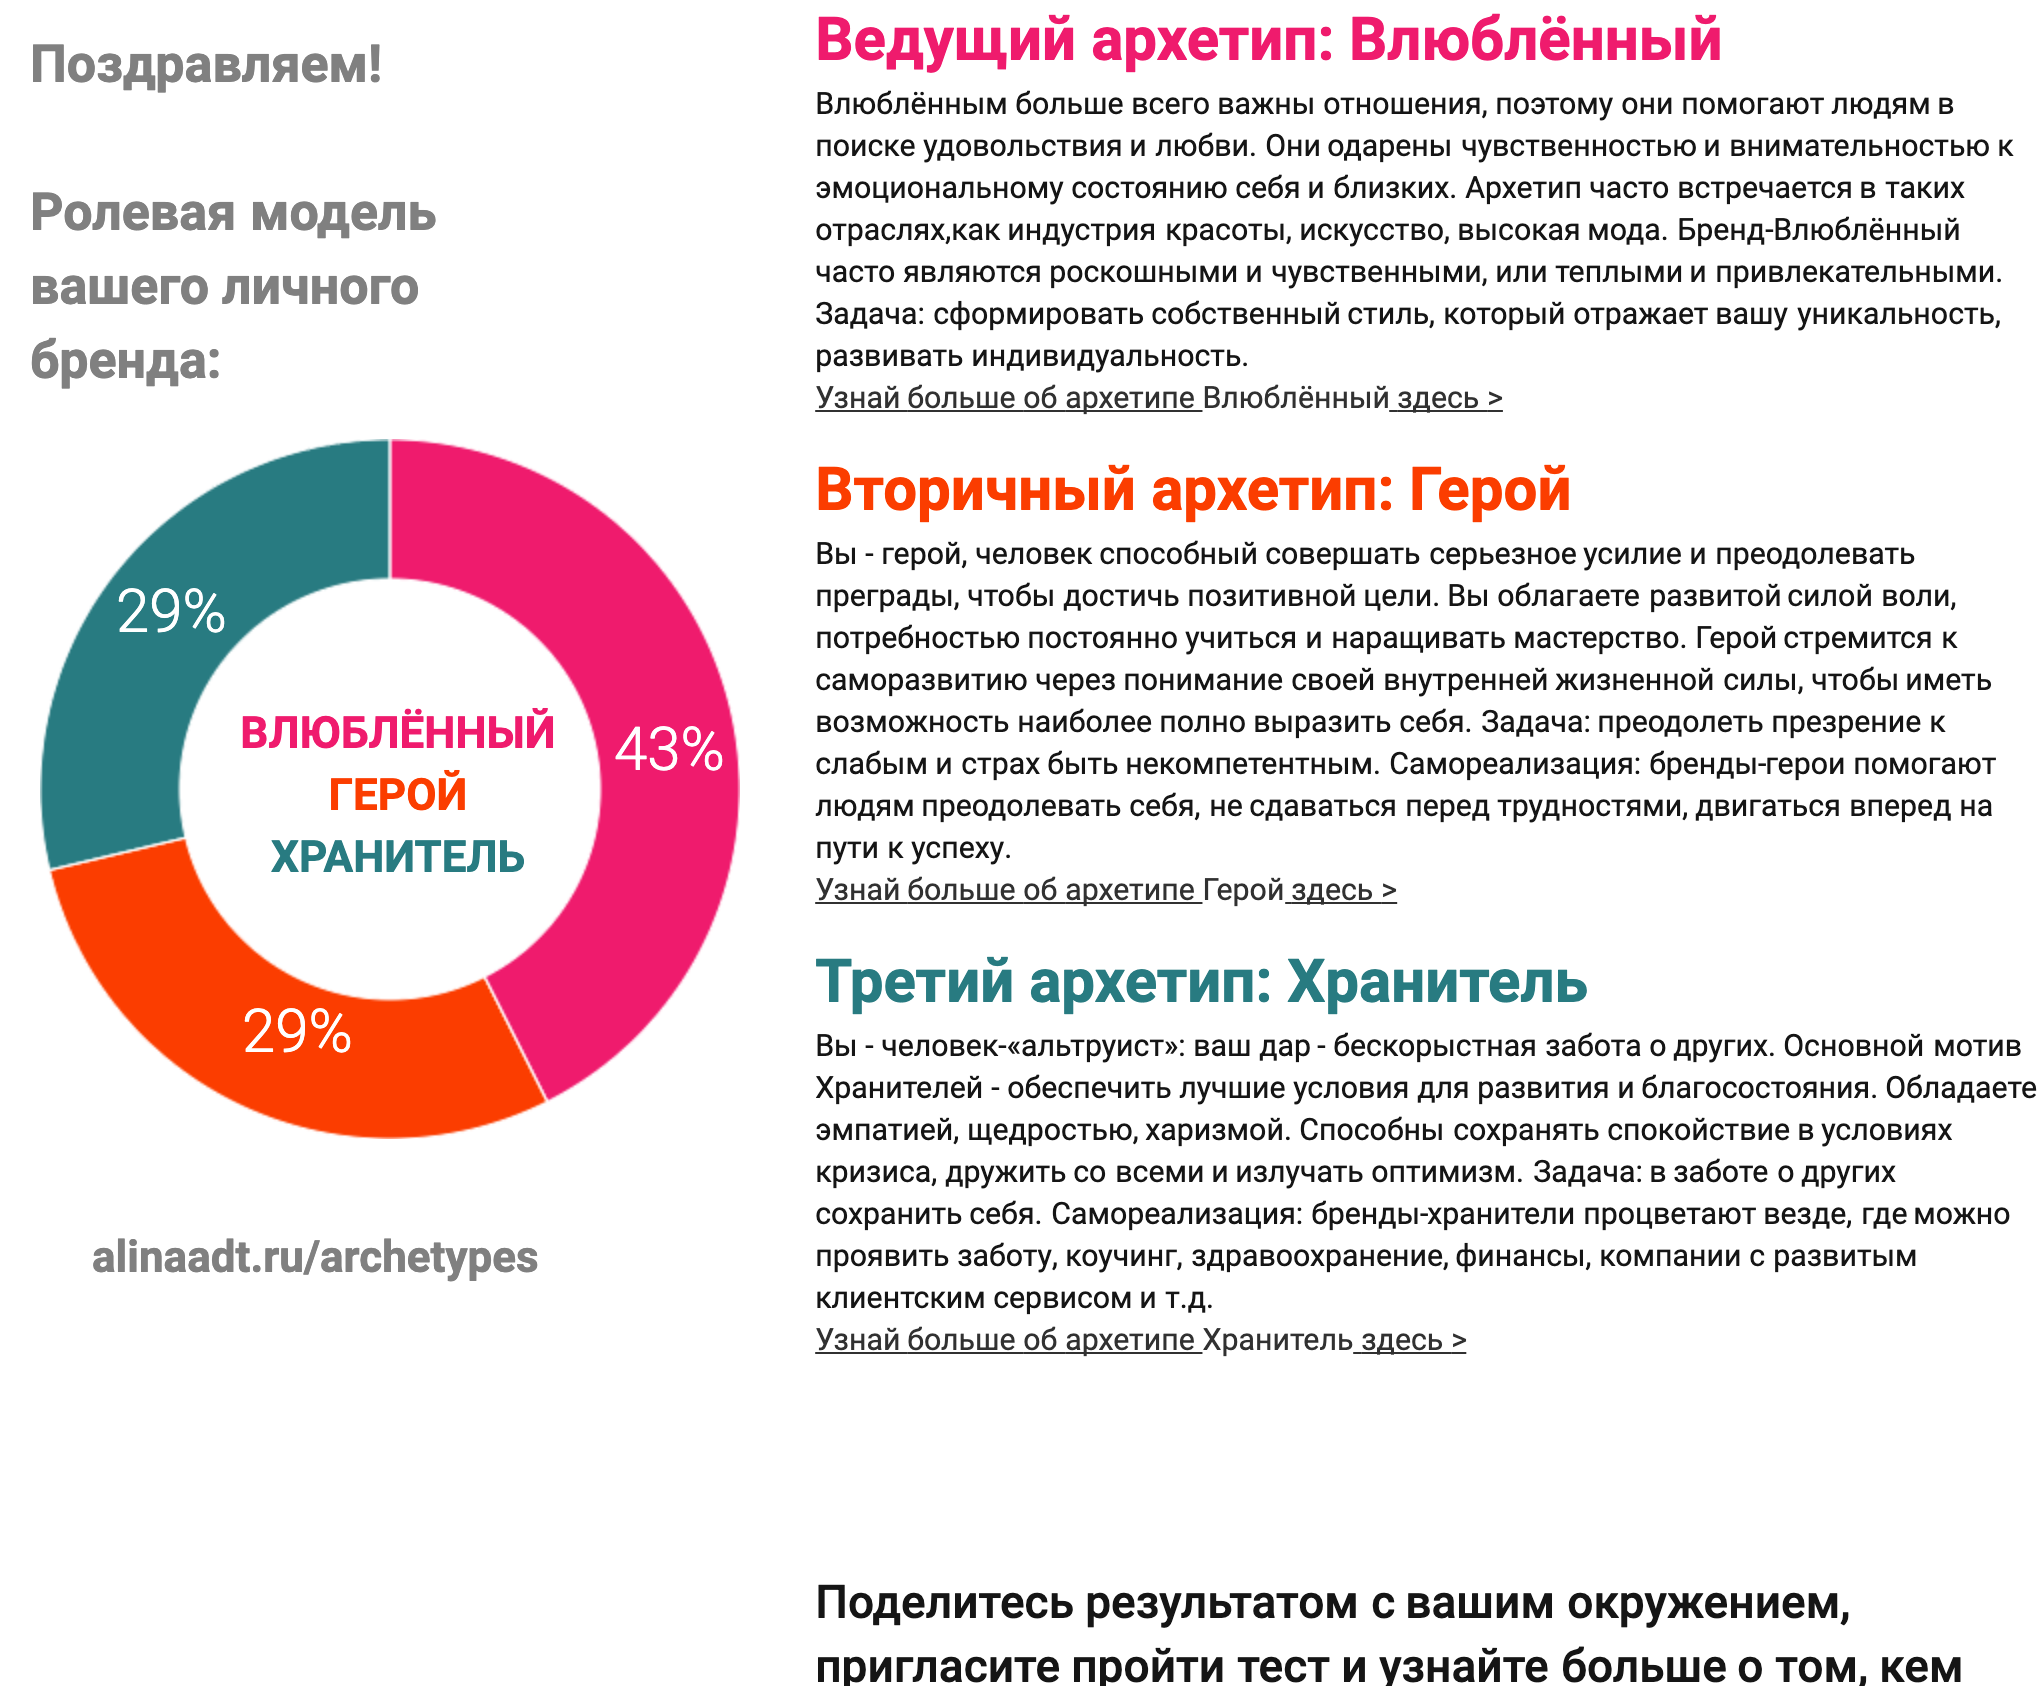 Поздравляем!
Ролевая модель
вашего личного
бренда:
29%
43%
29%
ВЛЮБЛЁННЫЙ
ГЕРОЙ
ХРАНИТЕЛЬ
alinaadt.ru/archetypes
Ведущий архетип: Влюблённый
Влюблённым больше всего важны отношения, поэтому они помогают людям в
поиске удовольствия и любви. Они одарены чувственностью и внимательностью к
эмоциональному состоянию себя и близких. Архетип часто встречается в таких
отраслях,как индустрия красоты, искусство, высокая мода. Бренд-Влюблённый
часто являются роскошными и чувственными, или теплыми и привлекательными.
Задача: сформировать собственный стиль, который отражает вашу уникальность,
развивать индивидуальность.
Узнай больше об архетипе Влюблённый здесь >
Вторичный архетип: Герой
Вы - герой, человек способный совершать серьезное усилие и преодолевать
преграды, чтобы достичь позитивной цели. Вы облагаете развитой силой воли,
потребностью постоянно учиться и наращивать мастерство. Герой стремится к
саморазвитию через понимание своей внутренней жизненной силы, чтобы иметь
возможность наиболее полно выразить себя. Задача: преодолеть презрение к
слабым и страх быть некомпетентным. Самореализация: бренды-герои помогают
людям преодолевать себя, не сдаваться перед трудностями, двигаться вперед на
пути к успеху.
Узнай больше об архетипе Герой здесь >
Третий архетип: Хранитель
Вы - человек-«альтруист»: ваш дар - бескорыстная забота о других. Основной мотив
Хранителей - обеспечить лучшие условия для развития и благосостояния. Обладаете
эмпатией, щедростью, харизмой. Способны сохранять спокойствие в условиях
кризиса, дружить со всеми и излучать оптимизм. Задача: в заботе о других
сохранить себя. Самореализация: бренды-хранители процветают везде, где можно
проявить заботу, коучинг, здравоохранение, финансы, компании с развитым
клиентским сервисом и т.д.
Узнай больше об архетипе Хранитель здесь >
Поделитесь результатом с вашим окружением,
пригласите пройти тест и узнайте больше о том, кем